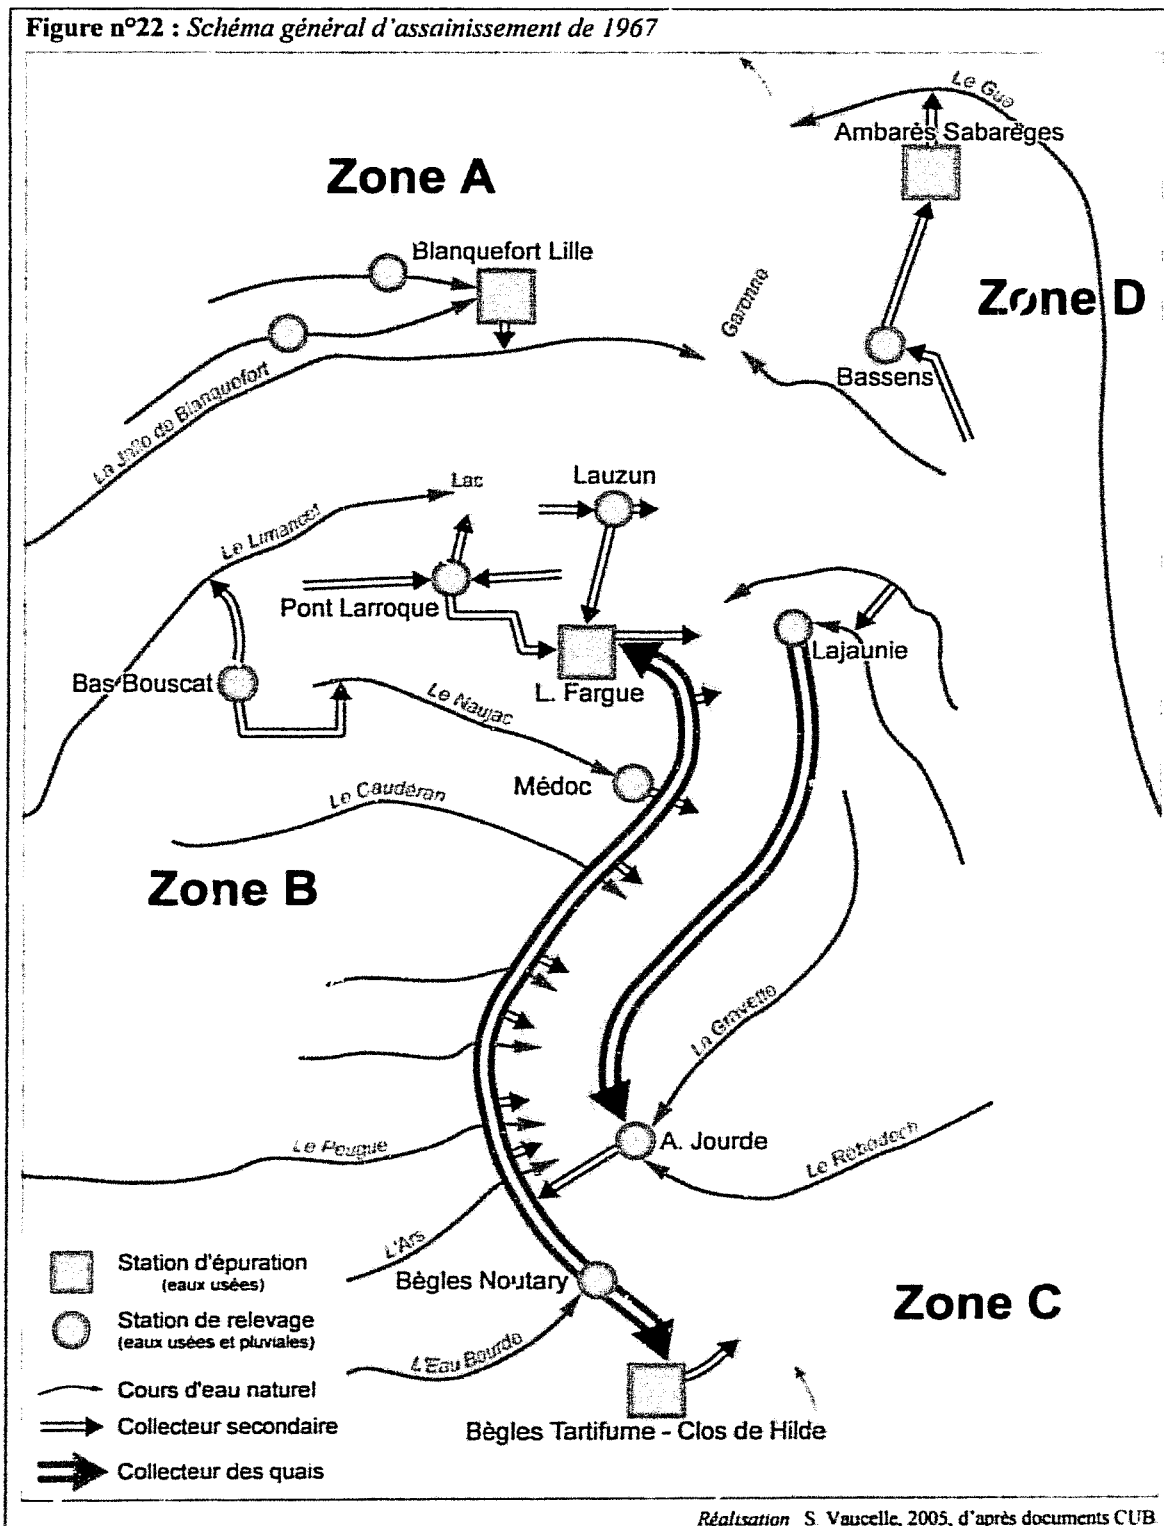 Figure n°22 : Schéma général d'assainissement de 1967
Le Gua
Ambarès Sabarèges
Zone A
Blanquefort Lille
Zone D
Garonne
Bassens
La Jalle de Blanquefort
Lac
Lauzun
Le Limancet
Pont Larroque
Lajaunie
Bas Bouscat
L. Fargue
Le Naujac
Médoc
Le Caudéran
Zone B
La Gravette
A. Jourde
Le Peugue
Le Rébédech
L'Ars
Station d'épuration
(eaux usées)
Bègles Noutary
Zone C
Station de relevage
(eaux usées et pluviales)
L'Eau Bourde
Cours d'eau naturel
Collecteur secondaire
Bègles Tartifume - Clos de Hilde
Collecteur des quais
Réalisation S. Vaucelle, 2005, d'après documents CUB